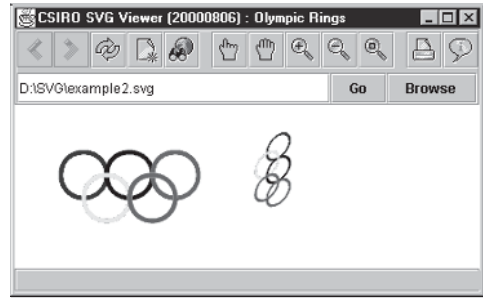 CSIRO SVG Viewer (20000806) : Olympic Rings
D:\SVG\example2.svg Go Browse